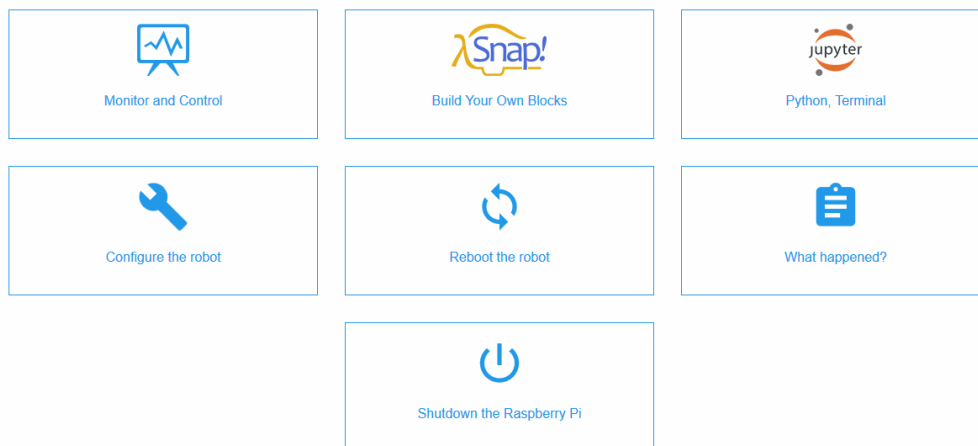 λSnap!
jupyter
Monitor and Control
Build Your Own Blocks
Python, Terminal
Configure the robot
Reboot the robot
What happened?
Shutdown the Raspberry Pi